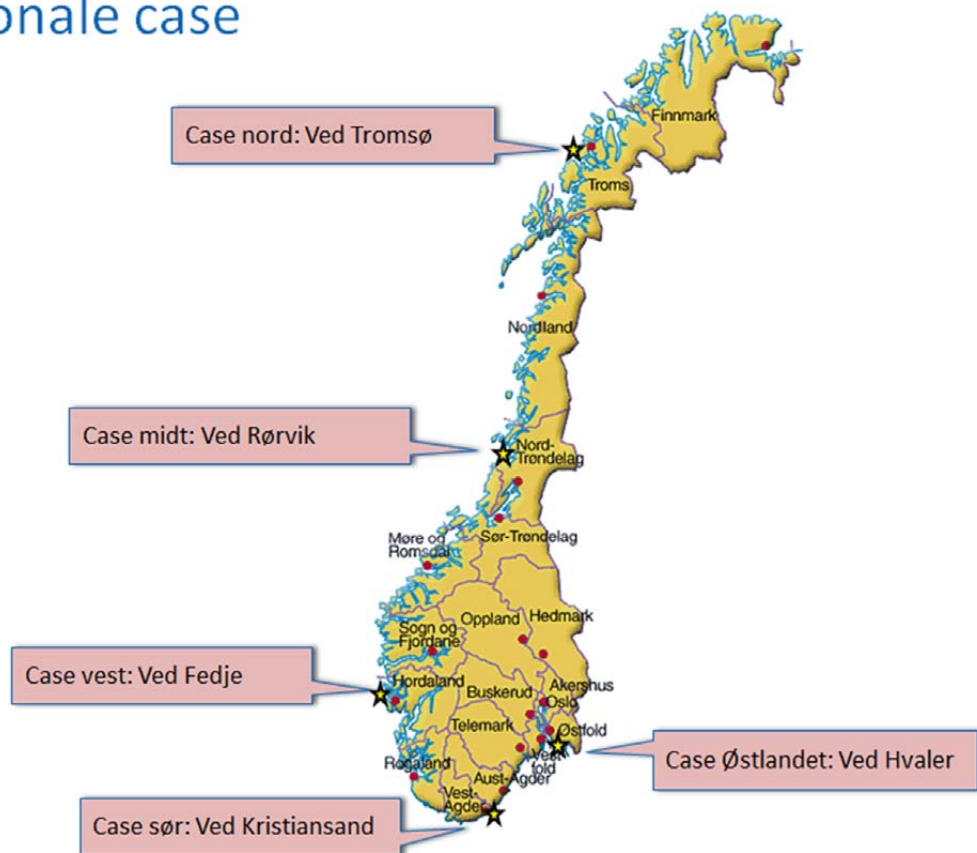 onale case
Finnmark
Case nord: Ved Tromsø
Troms
Nordland
Case midt: Ved Rørvik
Nord-
Trøndelag
Møre og
Romsdal
Sør-Trøndelag
Oppland
Hedmark
Sogn og
Fjordane
Case vest: Ved Fedje
Hordaland
Buskerud
Akershus
Oslo
Telemark
Østfold
Case Østlandet: Ved Hvaler
Vest
fold
Rogaland
Aust-Agder
Vest-
Agder
Case sør: Ved Kristiansand